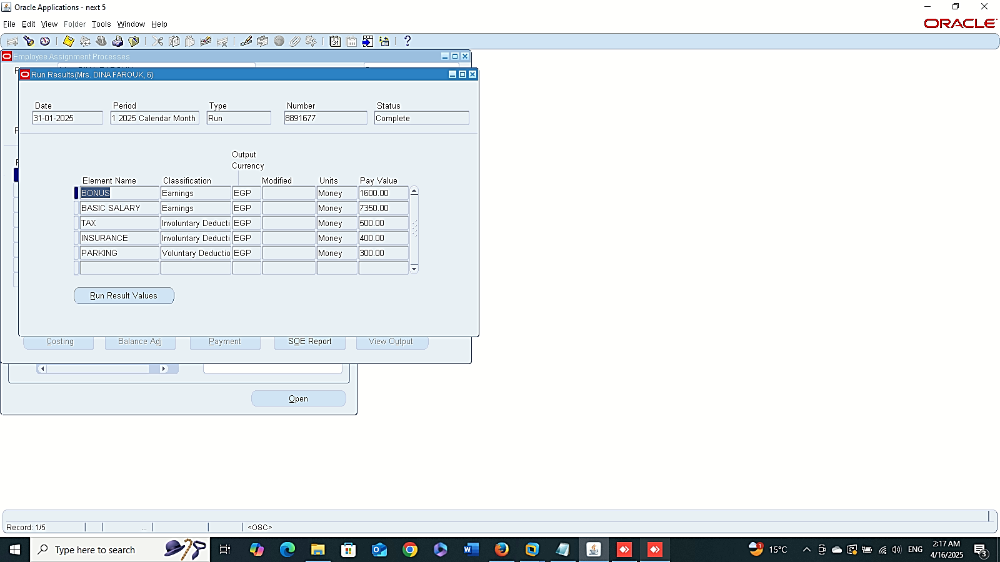 Oracle Applications - next 5
File Edit View Folder Tools Window Help
ORACLE
Employee Assignment Processes
Run Results(Mrs. DINA FAROUK, 6)
Date Period Type Number Status
31-01-2025 1 2025 Calendar Month Run 8891677 Complete
Output
Currency
Element Name Classification Modified Units Pay Value
BONUS Earnings EGP Money 1600.00
BASIC SALARY Earnings EGP Money 7350.00
TAX Involuntary Deducti EGP Money 500.00
INSURANCE Involuntary Deducti EGP Money 400.00
PARKING Voluntary Deductio EGP Money 300.00
Run Result Values
Costing Balance Adj Payment SOE Report View Output
Open
Record: 1/5 ... <OSC>
Type here to search
15°C
ENG
2:17 AM
4/16/2025
3